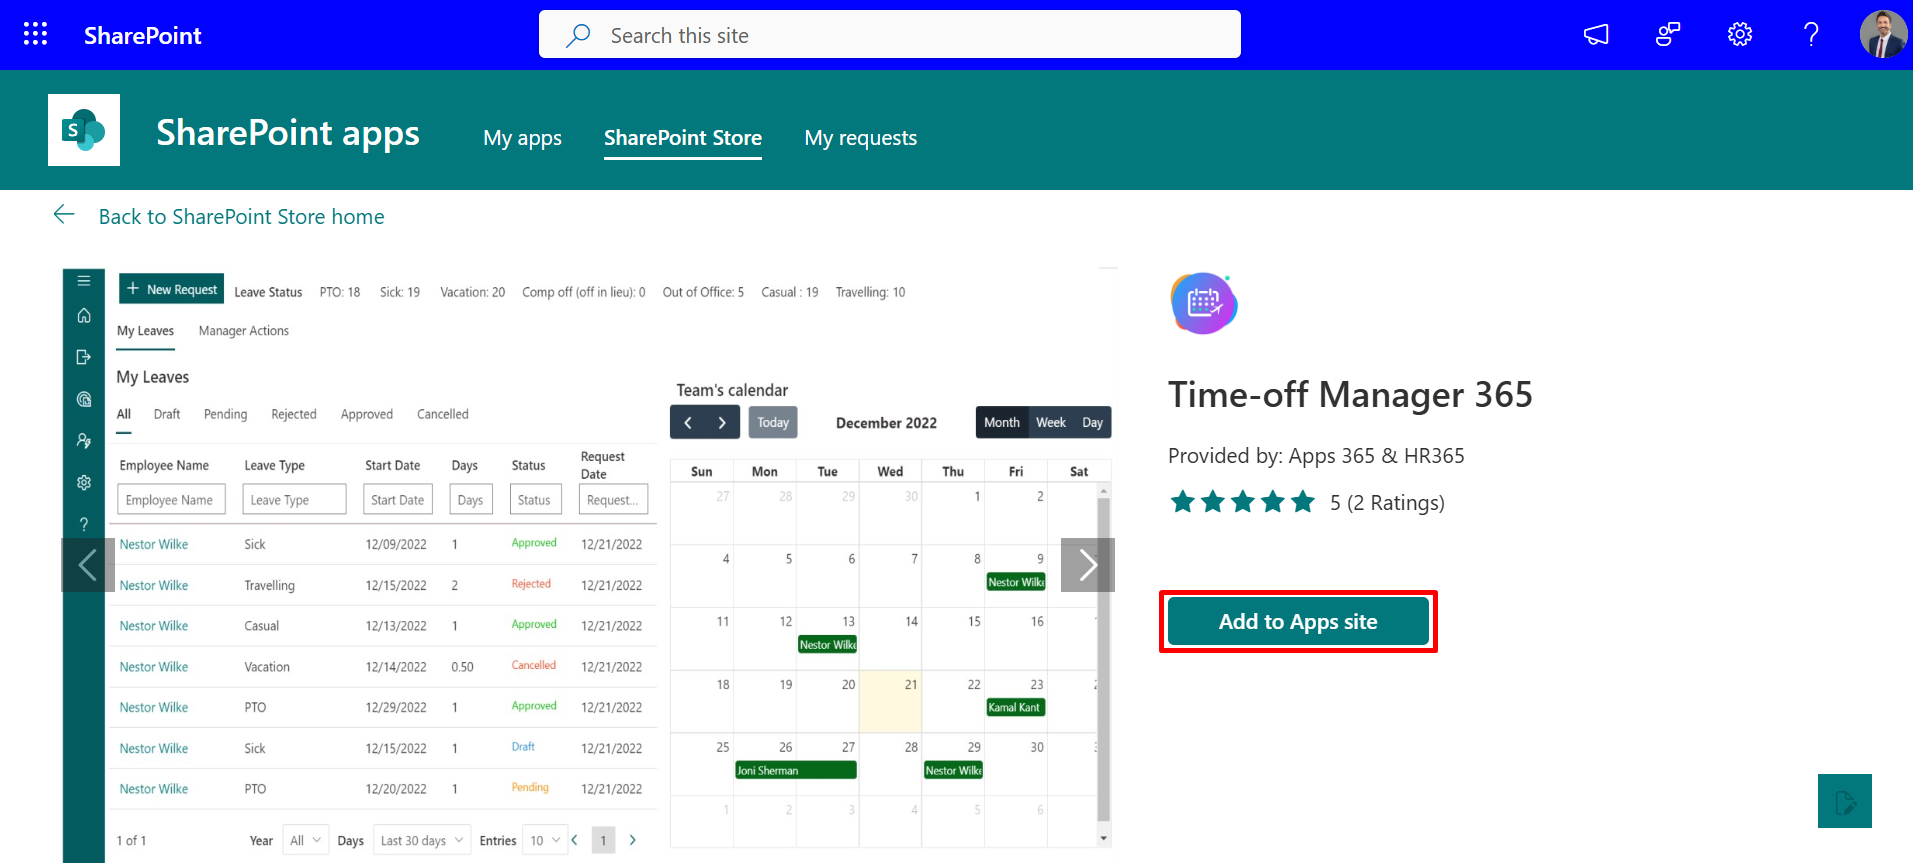 SharePoint
Search this site
S
SharePoint apps
My apps
SharePoint Store
My requests
Back to SharePoint Store home
New Request
Leave Status PTO: 18 Sick: 19 Vacation: 20 Comp off (off in lieu): 0 Out of Office: 5 Casual : 19 Travelling: 10
My Leaves Manager Actions
My Leaves
All Draft Pending Rejected Approved Cancelled
Employee Name Leave Type Start Date Days Status Request Date
Employee Name Leave Type Start Date Days Status Request...
Nestor Wilke Sick 12/09/2022 1 Approved 12/21/2022
Nestor Wilke Travelling 12/15/2022 2 Rejected 12/21/2022
Nestor Wilke Casual 12/13/2022 1 Approved 12/21/2022
Nestor Wilke Vacation 12/14/2022 0.50 Cancelled 12/21/2022
Nestor Wilke PTO 12/29/2022 1 Approved 12/21/2022
Nestor Wilke Sick 12/15/2022 1 Draft 12/21/2022
Nestor Wilke PTO 12/20/2022 1 Pending 12/21/2022
1 of 1 Year All Days Last 30 days Entries 10 1
Team's calendar
Today December 2022 Month Week Day
Sun Mon Tue Wed Thu Fri Sat
27 28 29 30 1 2
4 5 6 7 8 9
Nestor Wilke
11 12 13 14 15 16
Nestor Wilke
18 19 20 21 22 23
Kamal Kant
25 26 27 28 29 30
Joni Sherman Nestor Wilke
1 2 3 4 5 6
Time-off Manager 365
Provided by: Apps 365 & HR365
5 (2 Ratings)
Add to Apps site